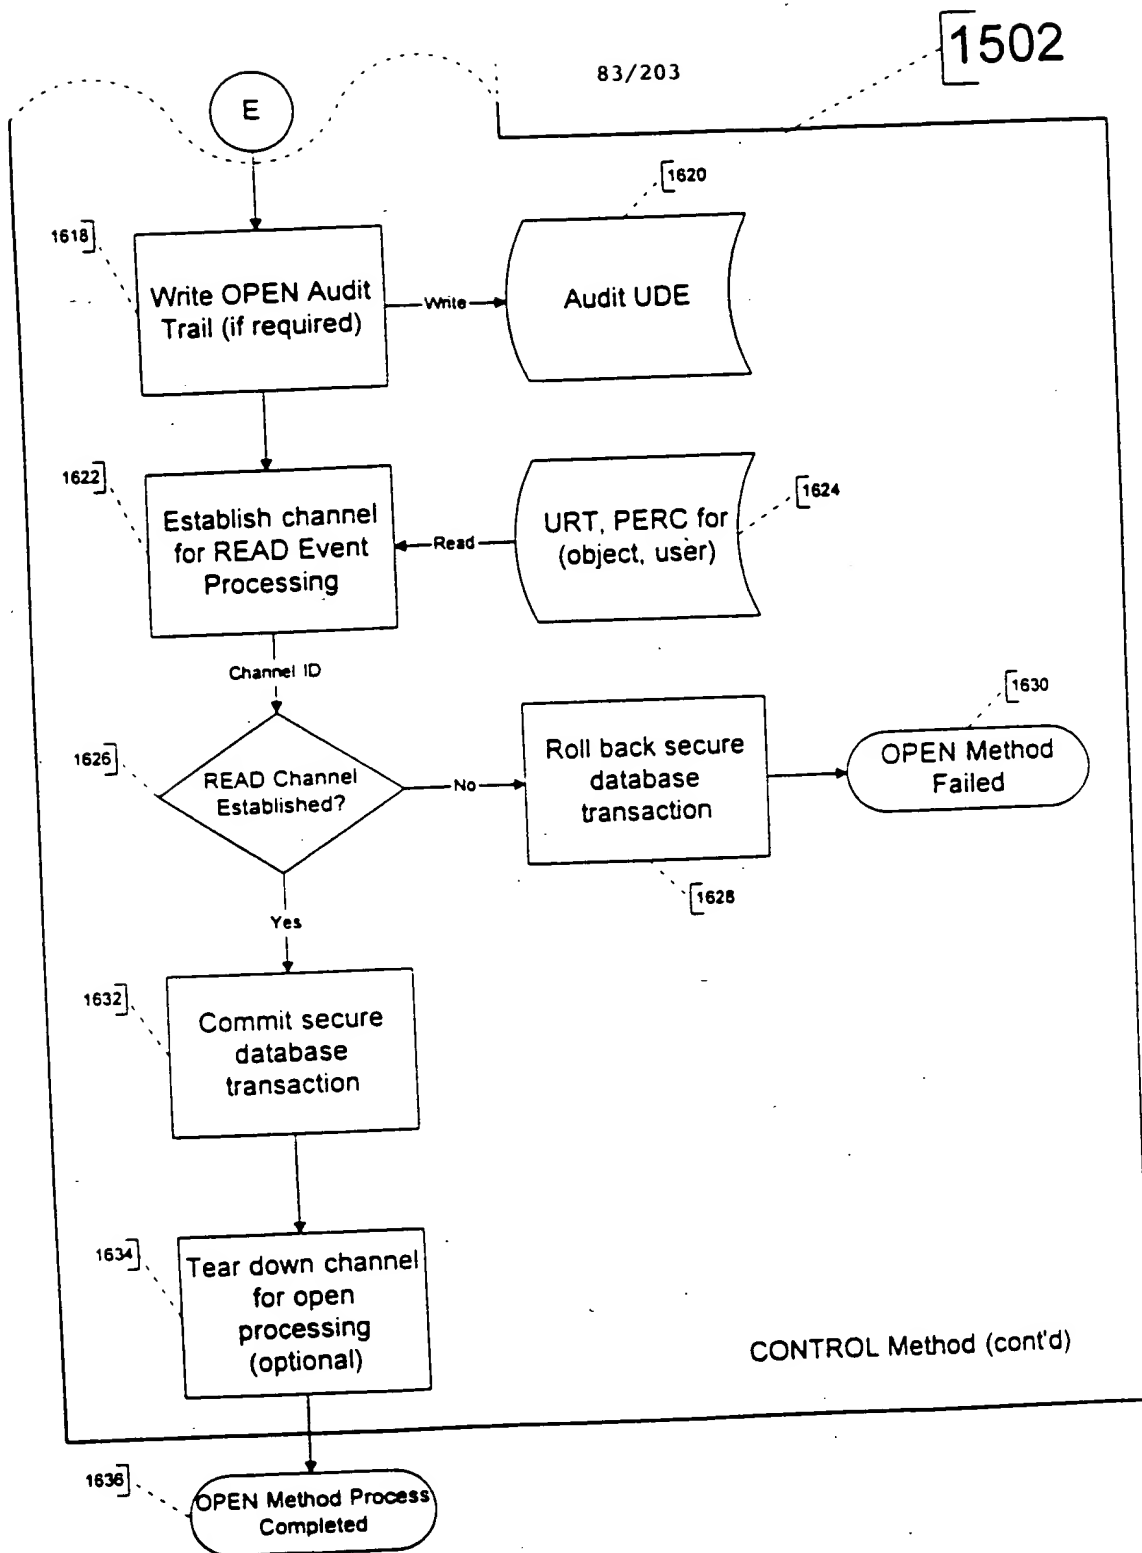 1502
83/203
E
1620
1618
Write OPEN Audit
Trail (if required)
Write
Audit UDE
1622
1624
Establish channel
for READ Event
Processing
Read
URT, PERC for
(object, user)
Channel ID
1630
1626
READ Channel
Established?
No
Roll back secure
database
transaction
OPEN Method
Failed
1628
Yes
1632
Commit secure
database
transaction
1634
Tear down channel
for open
processing
(optional)
CONTROL Method (cont'd)
1636
OPEN Method Process
Completed